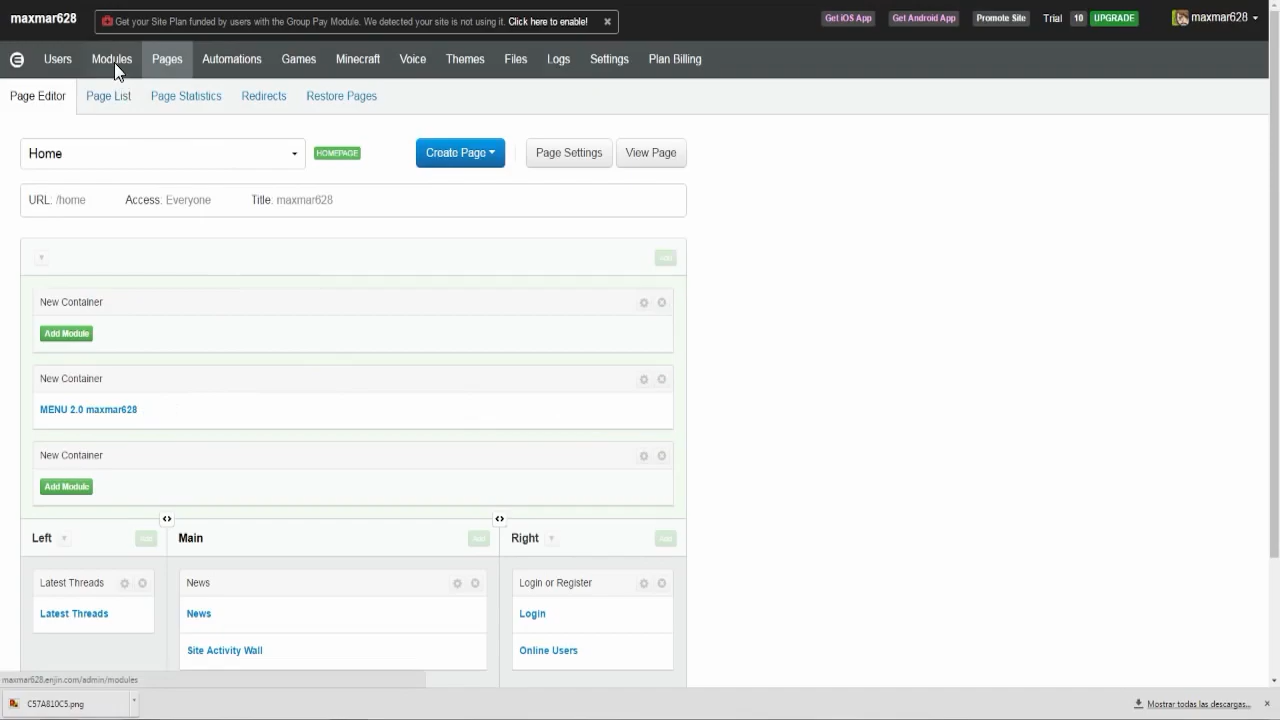 maxmar628
Get your Site Plan funded by users with the Group Pay Module. We detected your site is not using it. Click here to enable!
Get iOS App
Get Android App
Promote Site
Trial 10 UPGRADE
maxmar628
Users Modules Pages Automations Games Minecraft Voice Themes Files Logs Settings Plan Billing
Page Editor Page List Page Statistics Redirects Restore Pages
Home HOMEPAGE Create Page Page Settings View Page
URL: /home Access: Everyone Title: maxmar628
Add
New Container
Add Module
New Container
MENU 2.0 maxmar628
New Container
Add Module
Left Add Main Add Right Add
Latest Threads News Login or Register
Latest Threads News Login
Site Activity Wall Online Users
maxmar628.enjin.com/admin/modules
C57A810C5.png Mostrar todas las descargas...